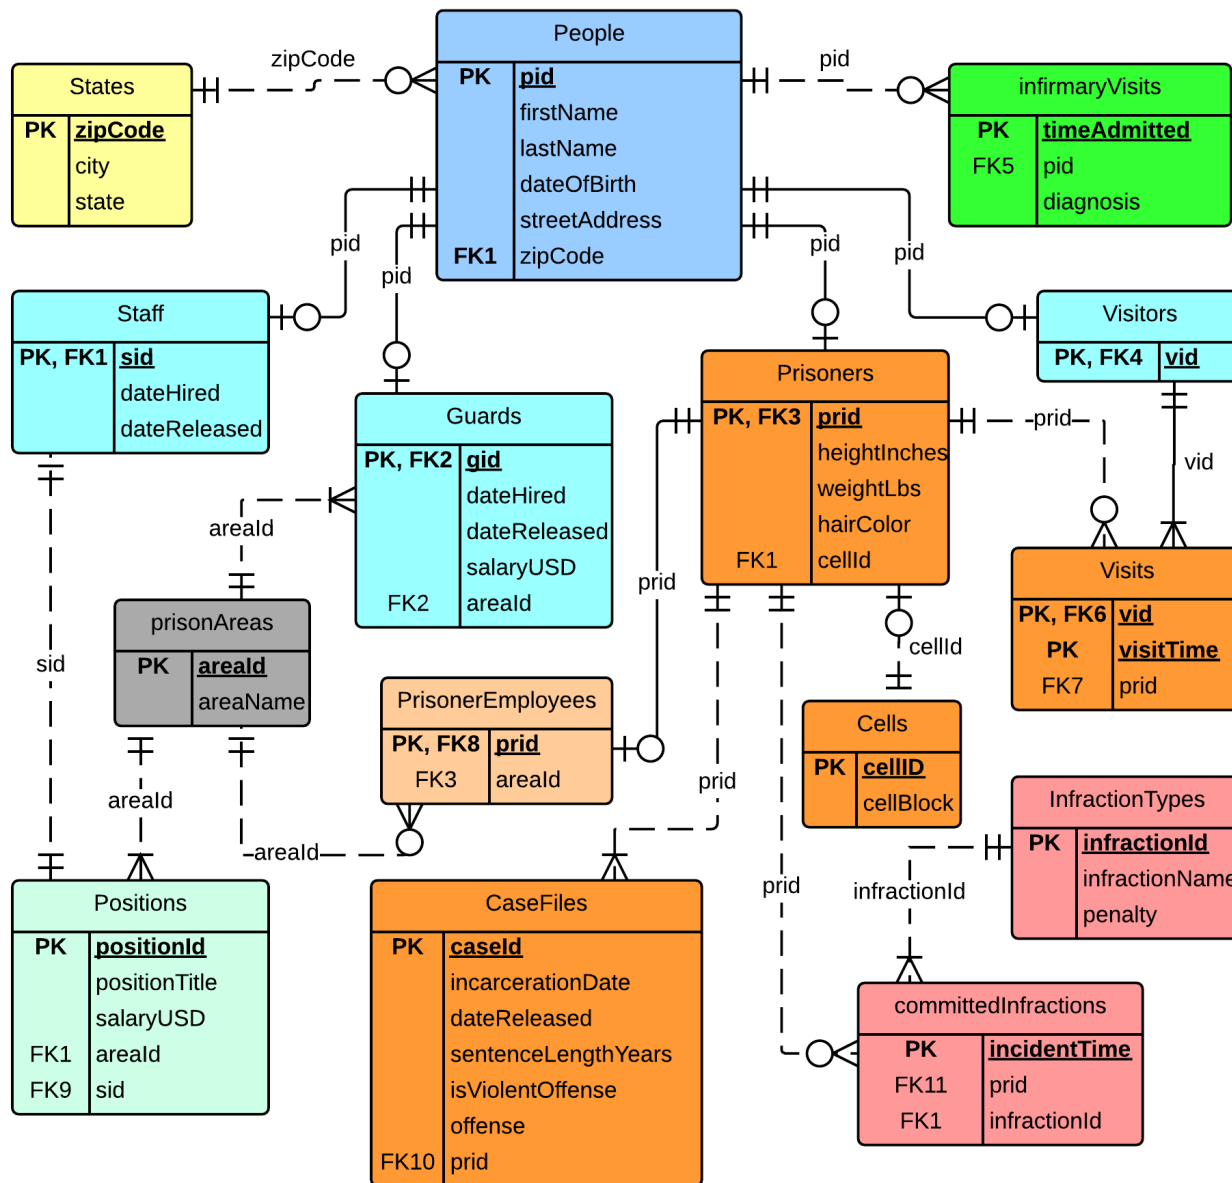 People
PK pid
firstName
lastName
dateOfBirth
streetAddress
FK1 zipCode
zipCode
pid
States
PK zipCode
city
state
infirmaryVisits
PK timeAdmitted
FK5 pid
diagnosis
pid
pid
pid
pid
Staff
PK, FK1 sid
dateHired
dateReleased
Visitors
PK, FK4 vid
Prisoners
PK, FK3 prid
heightInches
weightLbs
hairColor
FK1 cellId
Guards
PK, FK2 gid
dateHired
dateReleased
salaryUSD
FK2 areaId
prid
vid
areaId
prid
Visits
PK, FK6 vid
PK visitTime
FK7 prid
prisonAreas
PK areaId
areaName
sid
cellId
PrisonerEmployees
PK, FK8 prid
FK3 areaId
Cells
PK cellID
cellBlock
areaId
prid
areaId
InfractionTypes
PK infractionId
infractionName
penalty
prid
infractionId
Positions
PK positionId
positionTitle
salaryUSD
FK1 areaId
FK9 sid
CaseFiles
PK caseId
incarcerationDate
dateReleased
sentenceLengthYears
isViolentOffense
offense
FK10 prid
committedInfractions
PK incidentTime
FK11 prid
FK1 infractionId